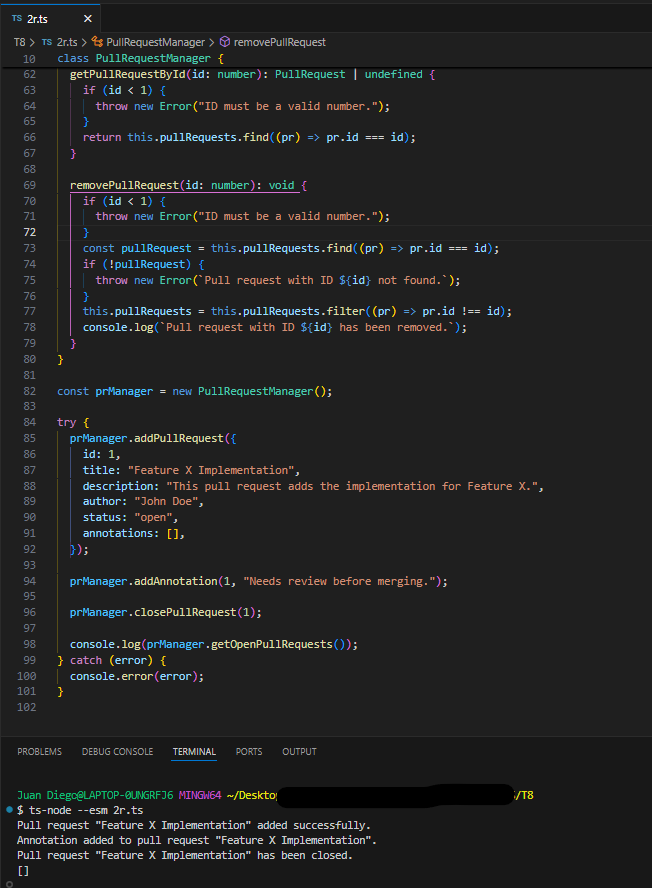 TS 2r.ts ×
T8 > TS 2r.ts > PullRequestManager > removePullRequest
10 class PullRequestManager {
62   getPullRequestById(id: number): PullRequest | undefined {
63     if (id < 1) {
64       throw new Error("ID must be a valid number.");
65     }
66     return this.pullRequests.find((pr) => pr.id === id);
67   }
68
69   removePullRequest(id: number): void {
70     if (id < 1) {
71       throw new Error("ID must be a valid number.");
72     }
73     const pullRequest = this.pullRequests.find((pr) => pr.id === id);
74     if (!pullRequest) {
75       throw new Error(`Pull request with ID ${id} not found.`);
76     }
77     this.pullRequests = this.pullRequests.filter((pr) => pr.id !== id);
78     console.log(`Pull request with ID ${id} has been removed.`);
79   }
80 }
81
82 const prManager = new PullRequestManager();
83
84 try {
85   prManager.addPullRequest({
86     id: 1,
87     title: "Feature X Implementation",
88     description: "This pull request adds the implementation for Feature X.",
89     author: "John Doe",
90     status: "open",
91     annotations: [],
92   });
93
94   prManager.addAnnotation(1, "Needs review before merging.");
95
96   prManager.closePullRequest(1);
97
98   console.log(prManager.getOpenPullRequests());
99 } catch (error) {
100   console.error(error);
101 }
102
PROBLEMS DEBUG CONSOLE TERMINAL PORTS OUTPUT
Juan Diego@LAPTOP-0UNGRFJ6 MINGW64 /T8
$ ts-node --esm 2r.ts
Pull request "Feature X Implementation" added successfully.
Annotation added to pull request "Feature X Implementation".
Pull request "Feature X Implementation" has been closed.
[]